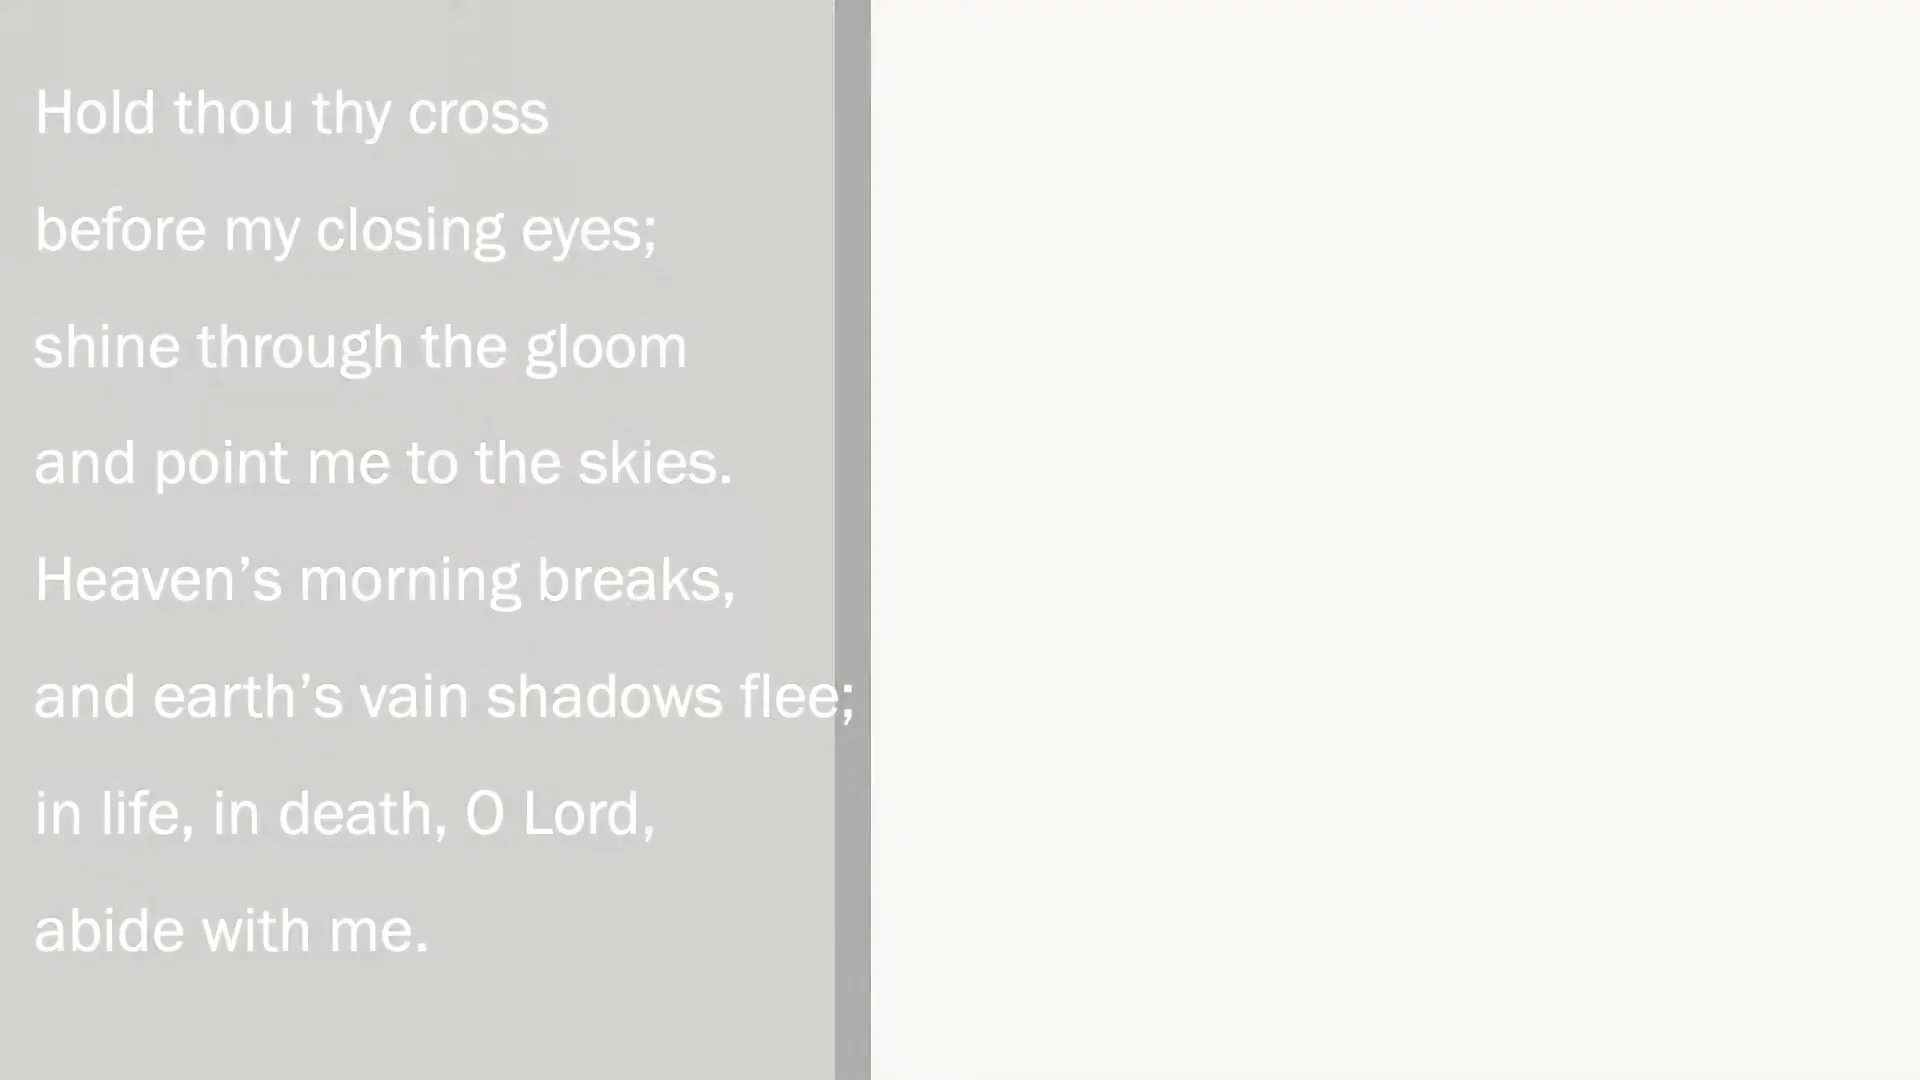 Hold thou thy cross
before my closing eyes;
shine through the gloom
and point me to the skies.
Heaven’s morning breaks,
and earth’s vain shadows flee;
in life, in death, O Lord,
abide with me.